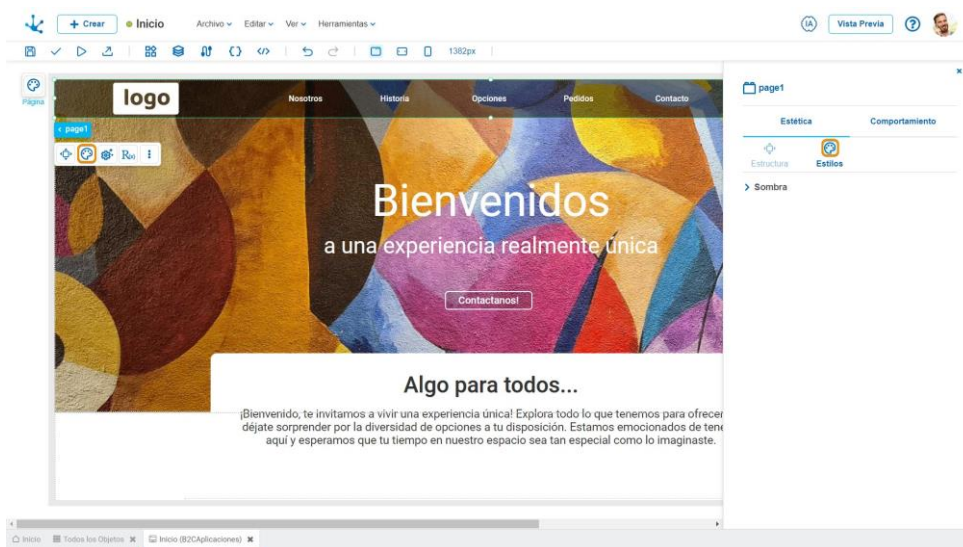 + Crear
Inicio
Archivo
Editar
Ver
Herramientas
IA
Vista Previa
?
1382px
Página
logo
Nosotros
Historia
Opciones
Pedidos
Contacto
‹ page1
R(x)
Bienvenidos
a una experiencia realmente única
Contactanos!
Algo para todos...
¡Bienvenido, te invitamos a vivir una experiencia única! Explora todo lo que tenemos para ofrecer
déjate sorprender por la diversidad de opciones a tu disposición. Estamos emocionados de tene
aquí y esperamos que tu tiempo en nuestro espacio sea tan especial como lo imaginaste.
page1
Estética
Comportamiento
Estructura
Estilos
Sombra
Inicio
Todos los Objetos
Inicio (B2CAplicaciones)